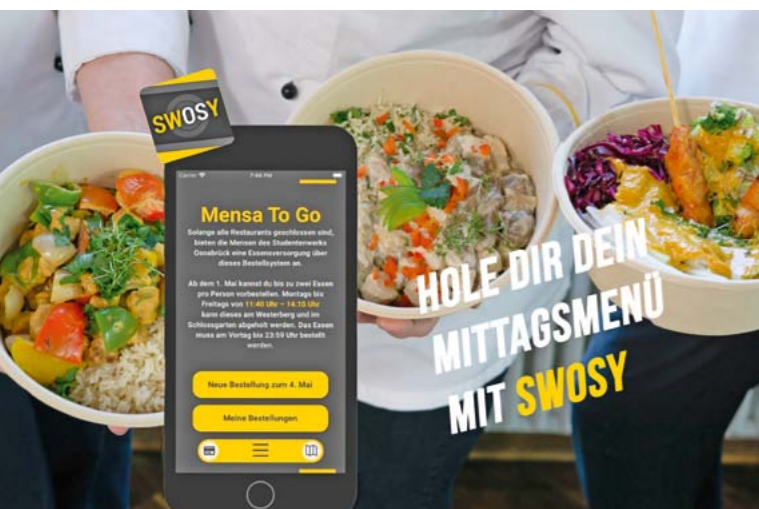 SWOSY
Carrier 7:46 PM
Mensa To Go
Solange alle Restaurants geschlossen sind,
bieten die Mensen des Studentenwerks
Osnabrück eine Essensversorgung über
dieses Bestellsystem an.
Ab dem 1. Mai kannst du bis zu zwei Essen
pro Person vorbestellen. Montags bis
Freitags von 11:40 Uhr – 14:10 Uhr
kann dieses am Westerberg und im
Schlossgarten abgeholt werden. Das Essen
muss am Vortag bis 23:59 Uhr bestellt
werden.
Neue Bestellung zum 4. Mai
Meine Bestellungen
HOLE DIR DEIN
MITTAGSMENÜ
MIT SWOSY